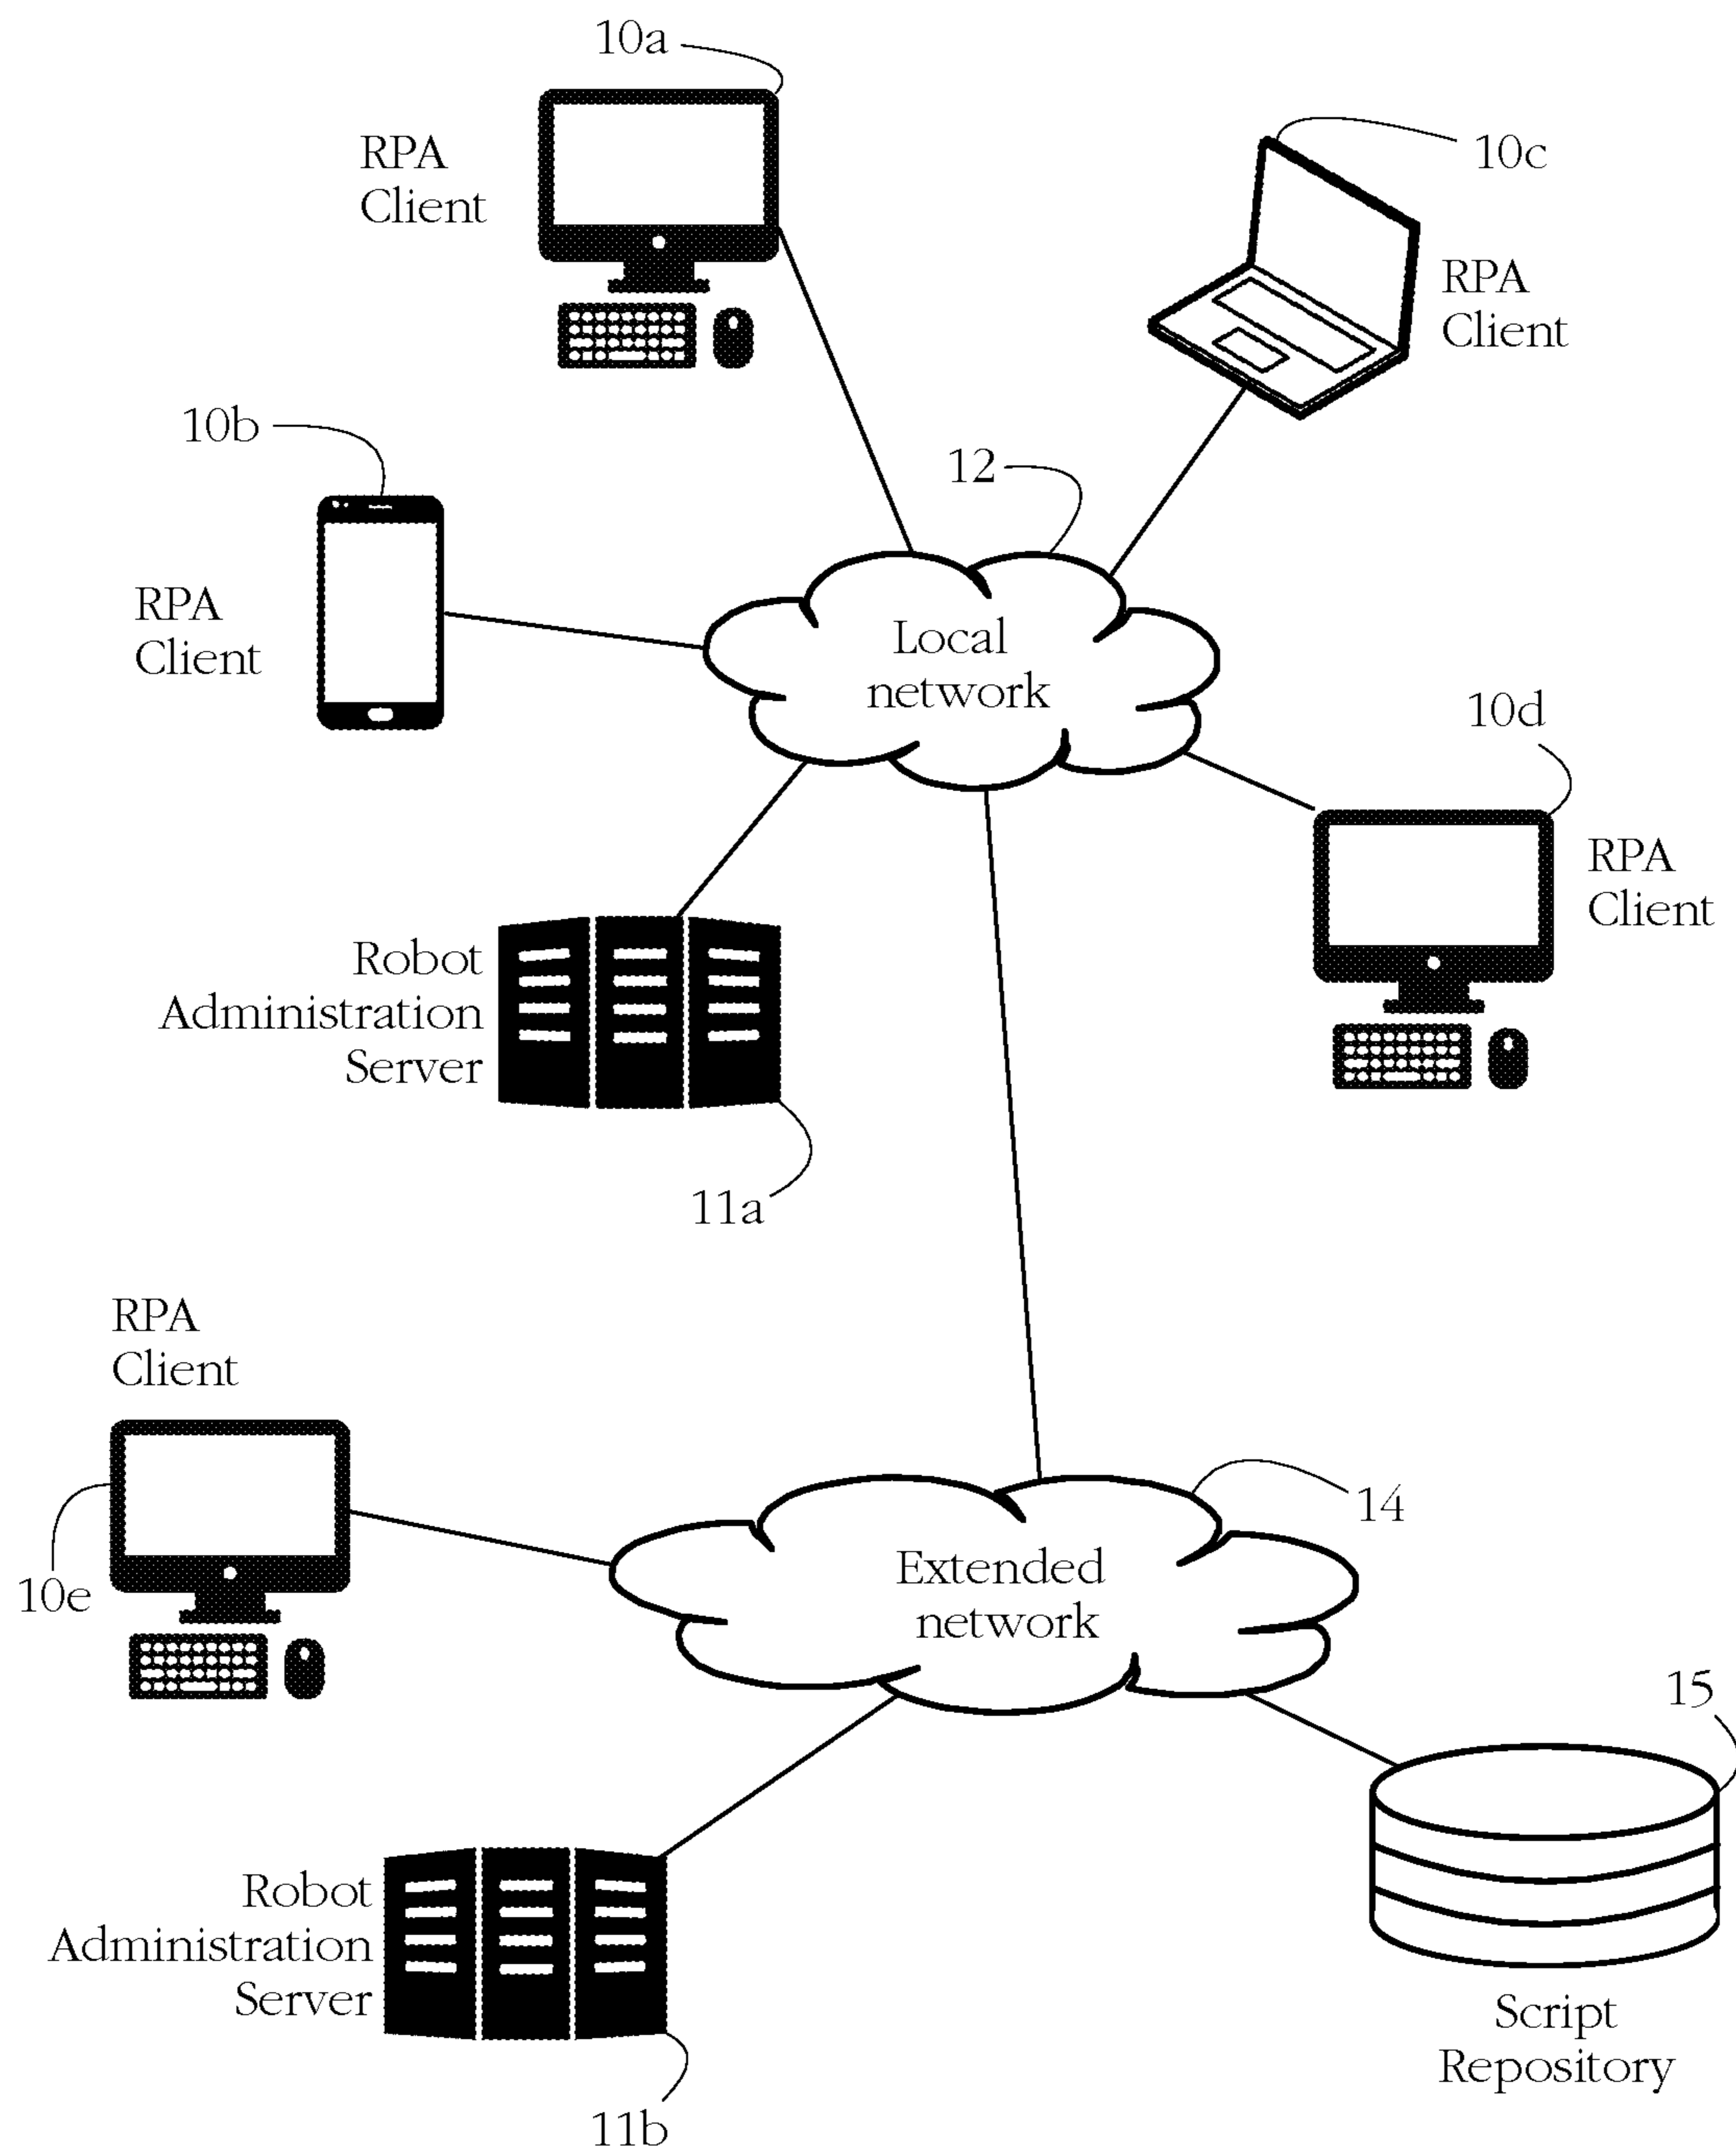 10a
RPA
Client
10c
RPA
Client
10b
RPA
Client
12
Local
network
10d
RPA
Client
Robot
Administration
Server
11a
RPA
Client
10e
14
Extended
network
15
Robot
Administration
Server
11b
Script
Repository